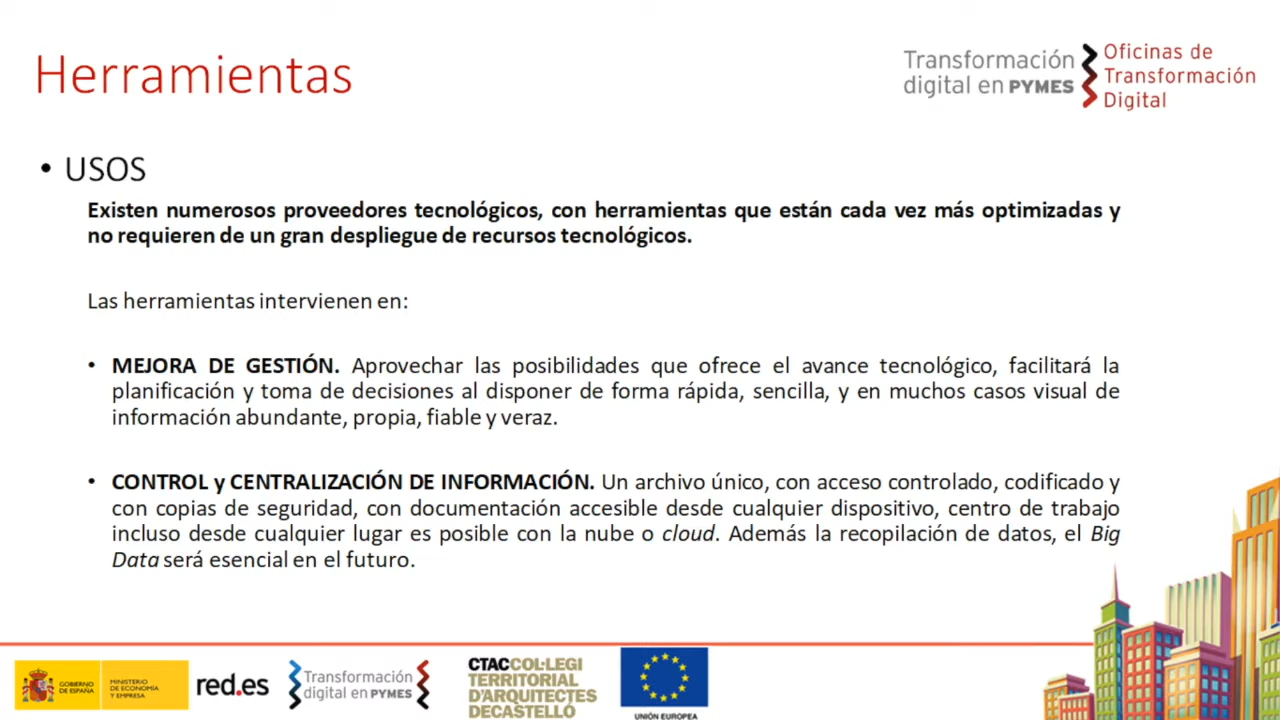 Herramientas
Transformación
digital en PYMES
Oficinas de
Transformación
Digital
• USOS
Existen numerosos proveedores tecnológicos, con herramientas que están cada vez más optimizadas y
no requieren de un gran despliegue de recursos tecnológicos.
Las herramientas intervienen en:
• MEJORA DE GESTIÓN. Aprovechar las posibilidades que ofrece el avance tecnológico, facilitará la
planificación y toma de decisiones al disponer de forma rápida, sencilla, y en muchos casos visual de
información abundante, propia, fiable y veraz.
• CONTROL y CENTRALIZACIÓN DE INFORMACIÓN. Un archivo único, con acceso controlado, codificado y
con copias de seguridad, con documentación accesible desde cualquier dispositivo, centro de trabajo
incluso desde cualquier lugar es posible con la nube o cloud. Además la recopilación de datos, el Big
Data será esencial en el futuro.
GOBIERNO
DE ESPAÑA
MINISTERIO
DE ECONOMÍA
Y EMPRESA
red.es
Transformación
digital en PYMES
CTAC COL·LEGI
TERRITORIAL
D'ARQUITECTES
DE CASTELLÓ
UNIÓN EUROPEA